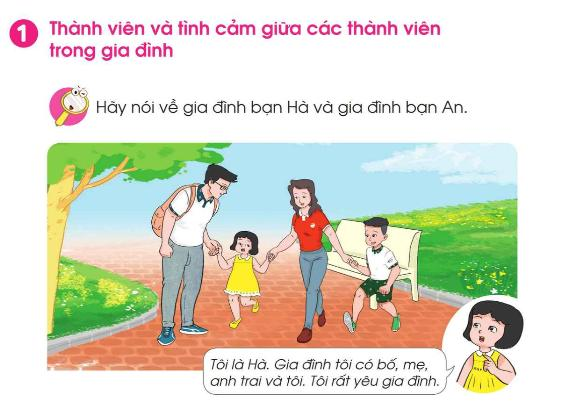 1 Thành viên và tình cảm giữa các thành viên
trong gia đình
Hãy nói về gia đình bạn Hà và gia đình bạn An.
Tôi là Hà. Gia đình tôi có bố, mẹ,
anh trai và tôi. Tôi rất yêu gia đình.